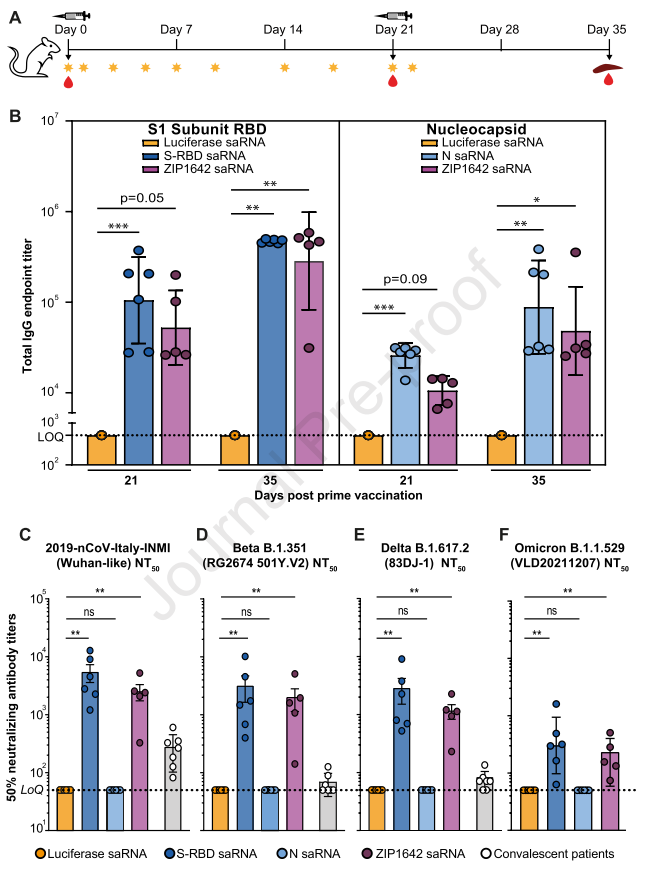 A
Day 0
Day 7
Day 14
Day 21
Day 28
Day 35
B
S1 Subunit RBD
Luciferase saRNA
S-RBD saRNA
ZIP1642 saRNA
Nucleocapsid
Luciferase saRNA
N saRNA
ZIP1642 saRNA
Total IgG endpoint titer
10⁷
10⁶
10⁵
10⁴
10³
LOQ
10²
p=0.05
***
**
**
p=0.09
***
*
**
21
35
21
35
Days post prime vaccination
Journal Pre-proof
C
2019-nCoV-Italy-INMI
(Wuhan-like) NT₅₀
D
Beta B.1.351
(RG2674 501Y.V2) NT₅₀
E
Delta B.1.617.2
(83DJ-1) NT₅₀
F
Omicron B.1.1.529
(VLD20211207) NT₅₀
50% neutralizing antibody titers
10⁵
10⁴
10³
10²
LoQ
10¹
**
ns
**
**
ns
**
**
ns
**
**
ns
**
Luciferase saRNA
S-RBD saRNA
N saRNA
ZIP1642 saRNA
Convalescent patients